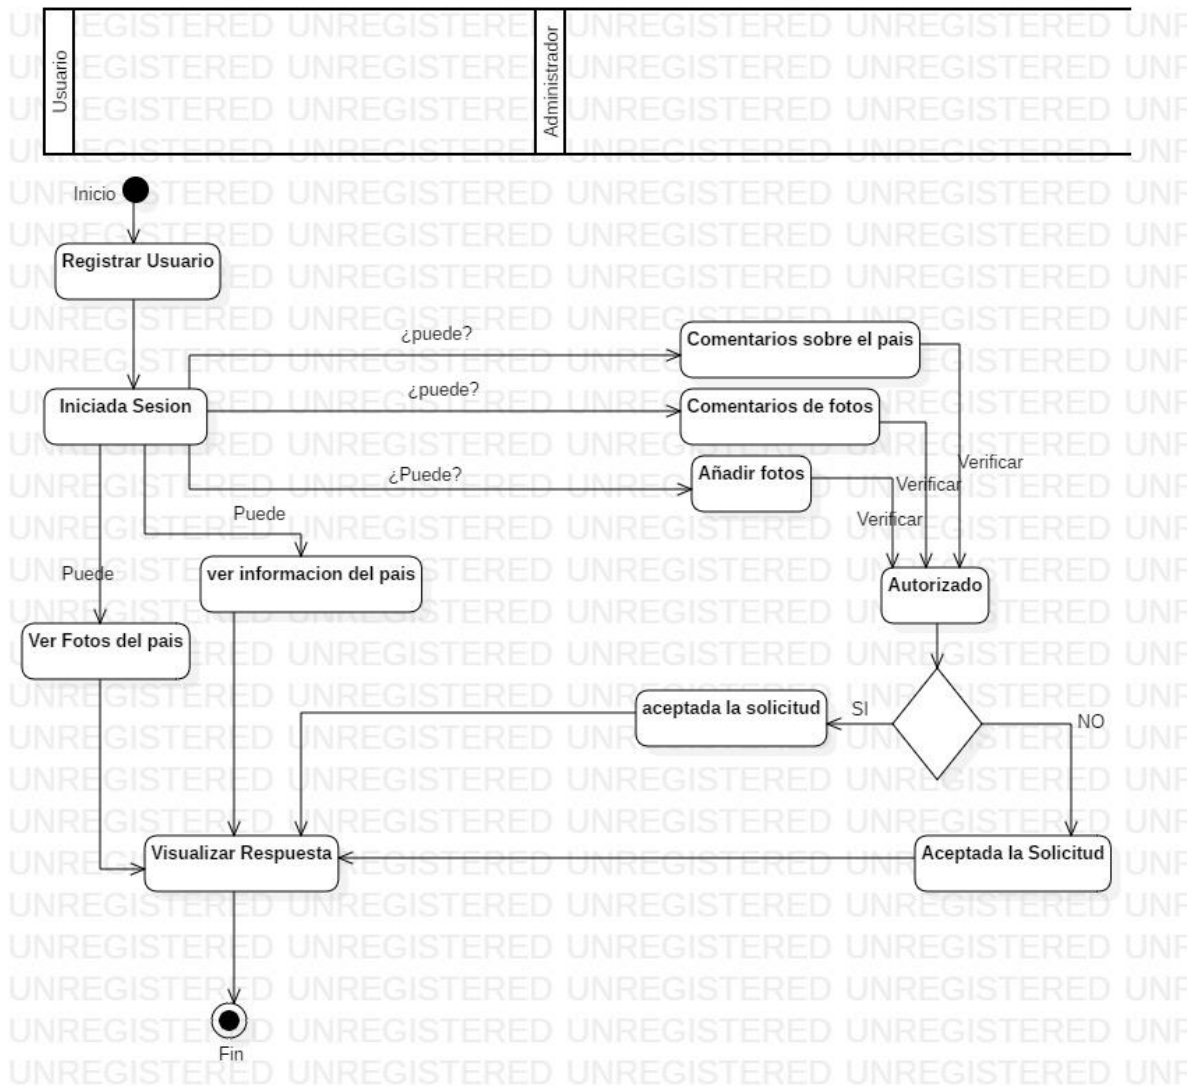 Usuario
Administrador
Inicio
Registrar Usuario
¿puede?
Comentarios sobre el pais
¿puede?
Iniciada Sesion
Comentarios de fotos
¿Puede?
Añadir fotos
Verificar
Verificar
Verificar
Puede
Puede
ver informacion del pais
Autorizado
Ver Fotos del pais
aceptada la solicitud
SI
NO
Visualizar Respuesta
Aceptada la Solicitud
Fin
UNREGISTERED